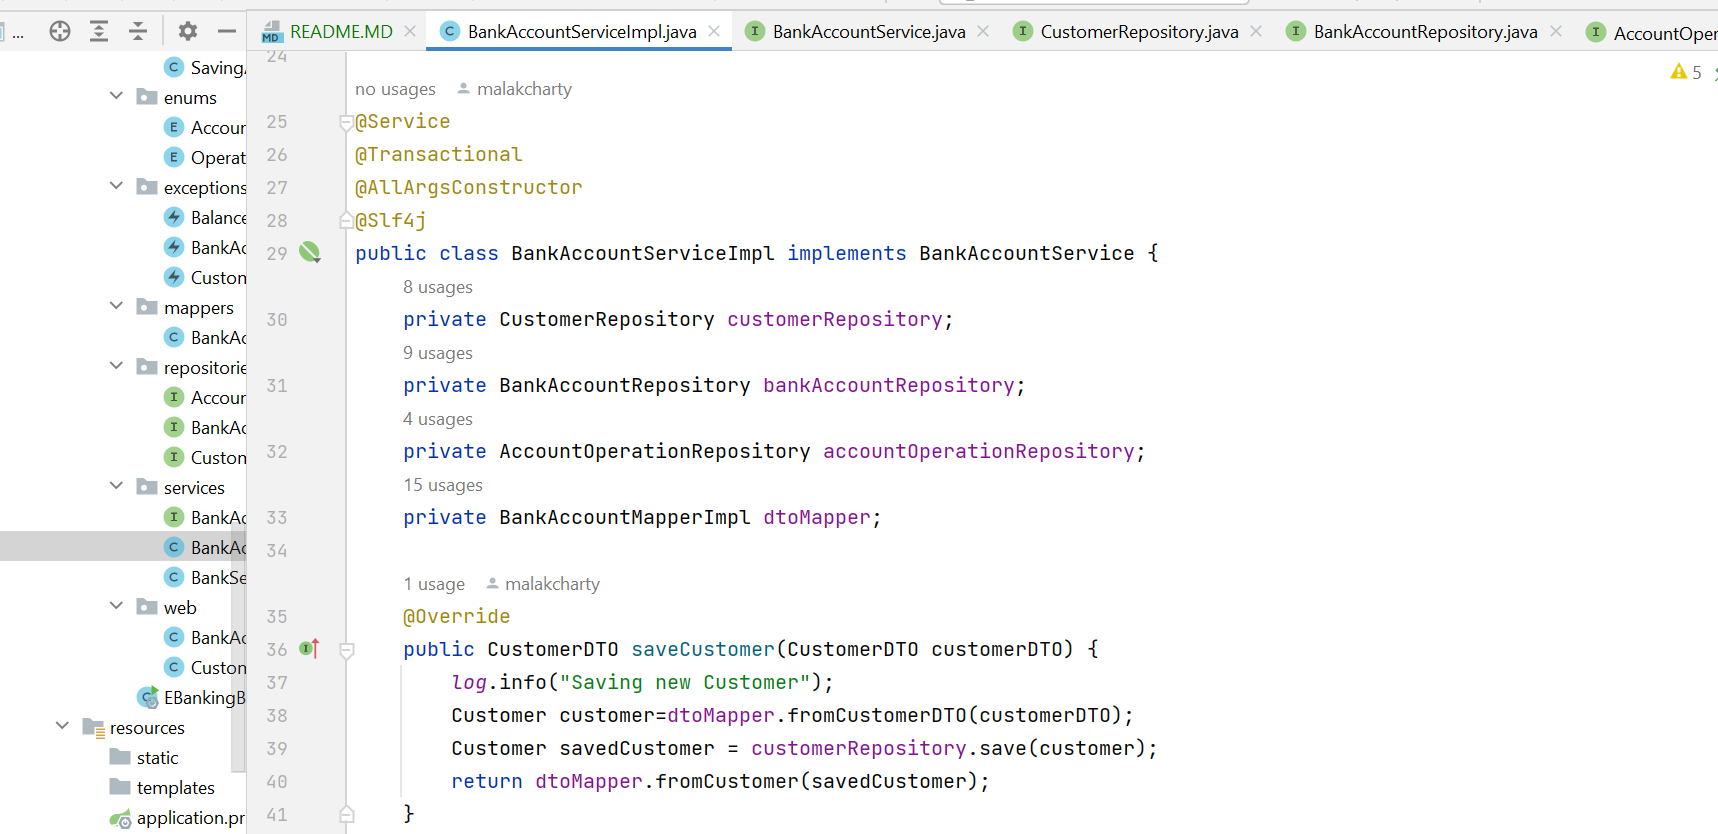 ...
README.MD BankAccountServiceImpl.java BankAccountService.java CustomerRepository.java BankAccountRepository.java AccountOper
SavingA
enums
Accour
Operat
exceptions
Balance
BankAc
Custom
mappers
BankAc
repositorie
Accour
BankAc
Custom
services
BankAc
BankAc
BankSe
web
BankAc
Custom
EBankingB
resources
static
templates
application.pr
5
24
no usages malakcharty
25 @Service
26 @Transactional
27 @AllArgsConstructor
28 @Slf4j
29 public class BankAccountServiceImpl implements BankAccountService {
8 usages
30 private CustomerRepository customerRepository;
9 usages
31 private BankAccountRepository bankAccountRepository;
4 usages
32 private AccountOperationRepository accountOperationRepository;
15 usages
33 private BankAccountMapperImpl dtoMapper;
34
1 usage malakcharty
35 @Override
36 public CustomerDTO saveCustomer(CustomerDTO customerDTO) {
37 log.info("Saving new Customer");
38 Customer customer=dtoMapper.fromCustomerDTO(customerDTO);
39 Customer savedCustomer = customerRepository.save(customer);
40 return dtoMapper.fromCustomer(savedCustomer);
41 }